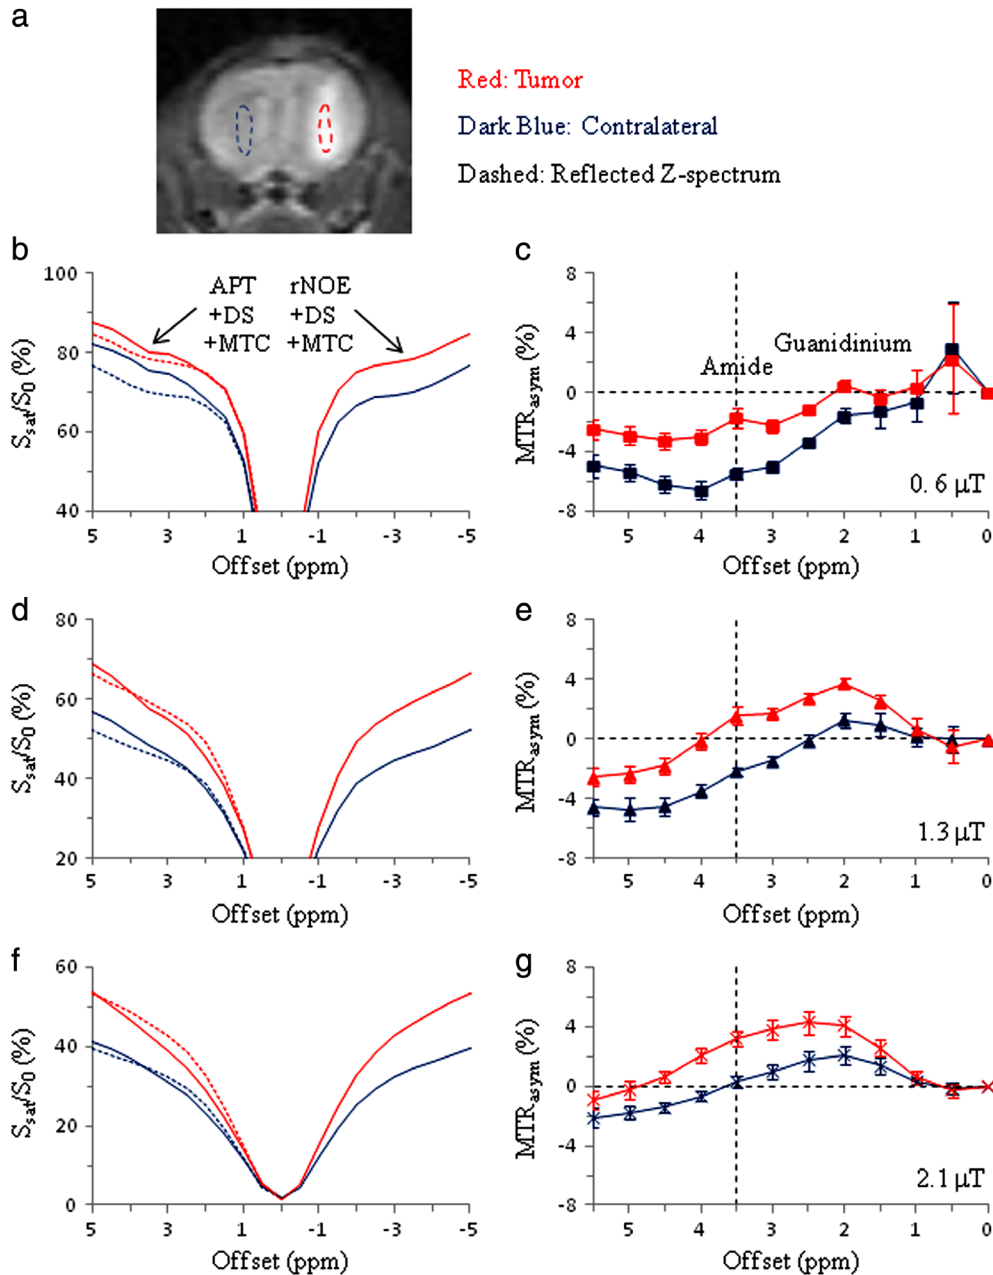 a
Red: Tumor
Dark Blue: Contralateral
Dashed: Reflected Z-spectrum
b
APT rNOE
+DS +DS
+MTC +MTC
Ssat/S0 (%)
100
80
60
40
5 3 1 -1 -3 -5
Offset (ppm)
c
Amide
Guanidinium
MTRasym (%)
8
4
0
-4
-8
0. 6 µT
5 4 3 2 1 0
Offset (ppm)
d
Ssat/S0 (%)
80
60
40
20
5 3 1 -1 -3 -5
Offset (ppm)
e
MTRasym (%)
8
4
0
-4
-8
1.3 µT
5 4 3 2 1 0
Offset (ppm)
f
Ssat/S0 (%)
60
40
20
0
5 3 1 -1 -3 -5
Offset (ppm)
g
MTRasym (%)
8
4
0
-4
-8
2.1 µT
5 4 3 2 1 0
Offset (ppm)